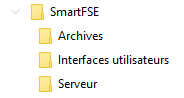 SmartFSE
Archives
Interfaces utilisateurs
Serveur